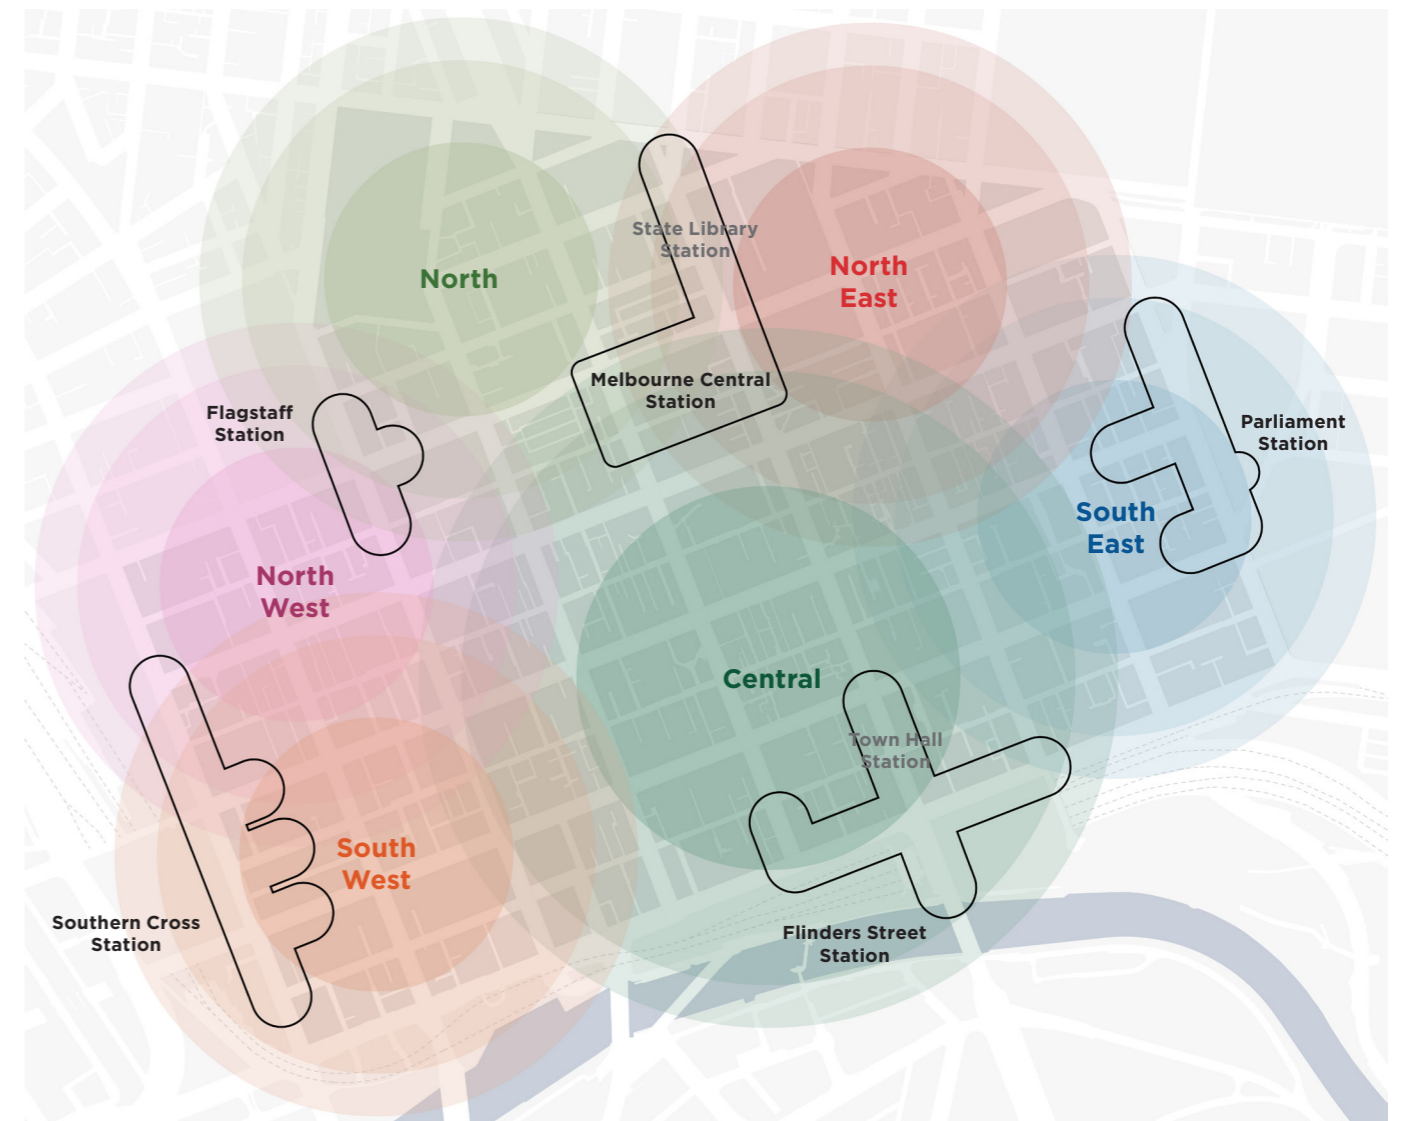 State Library
Station
North
East
North
Melbourne Central
Station
Flagstaff
Station
Parliament
Station
South
East
North
West
Central
Town Hall
Station
South
West
Southern Cross
Station
Flinders Street
Station